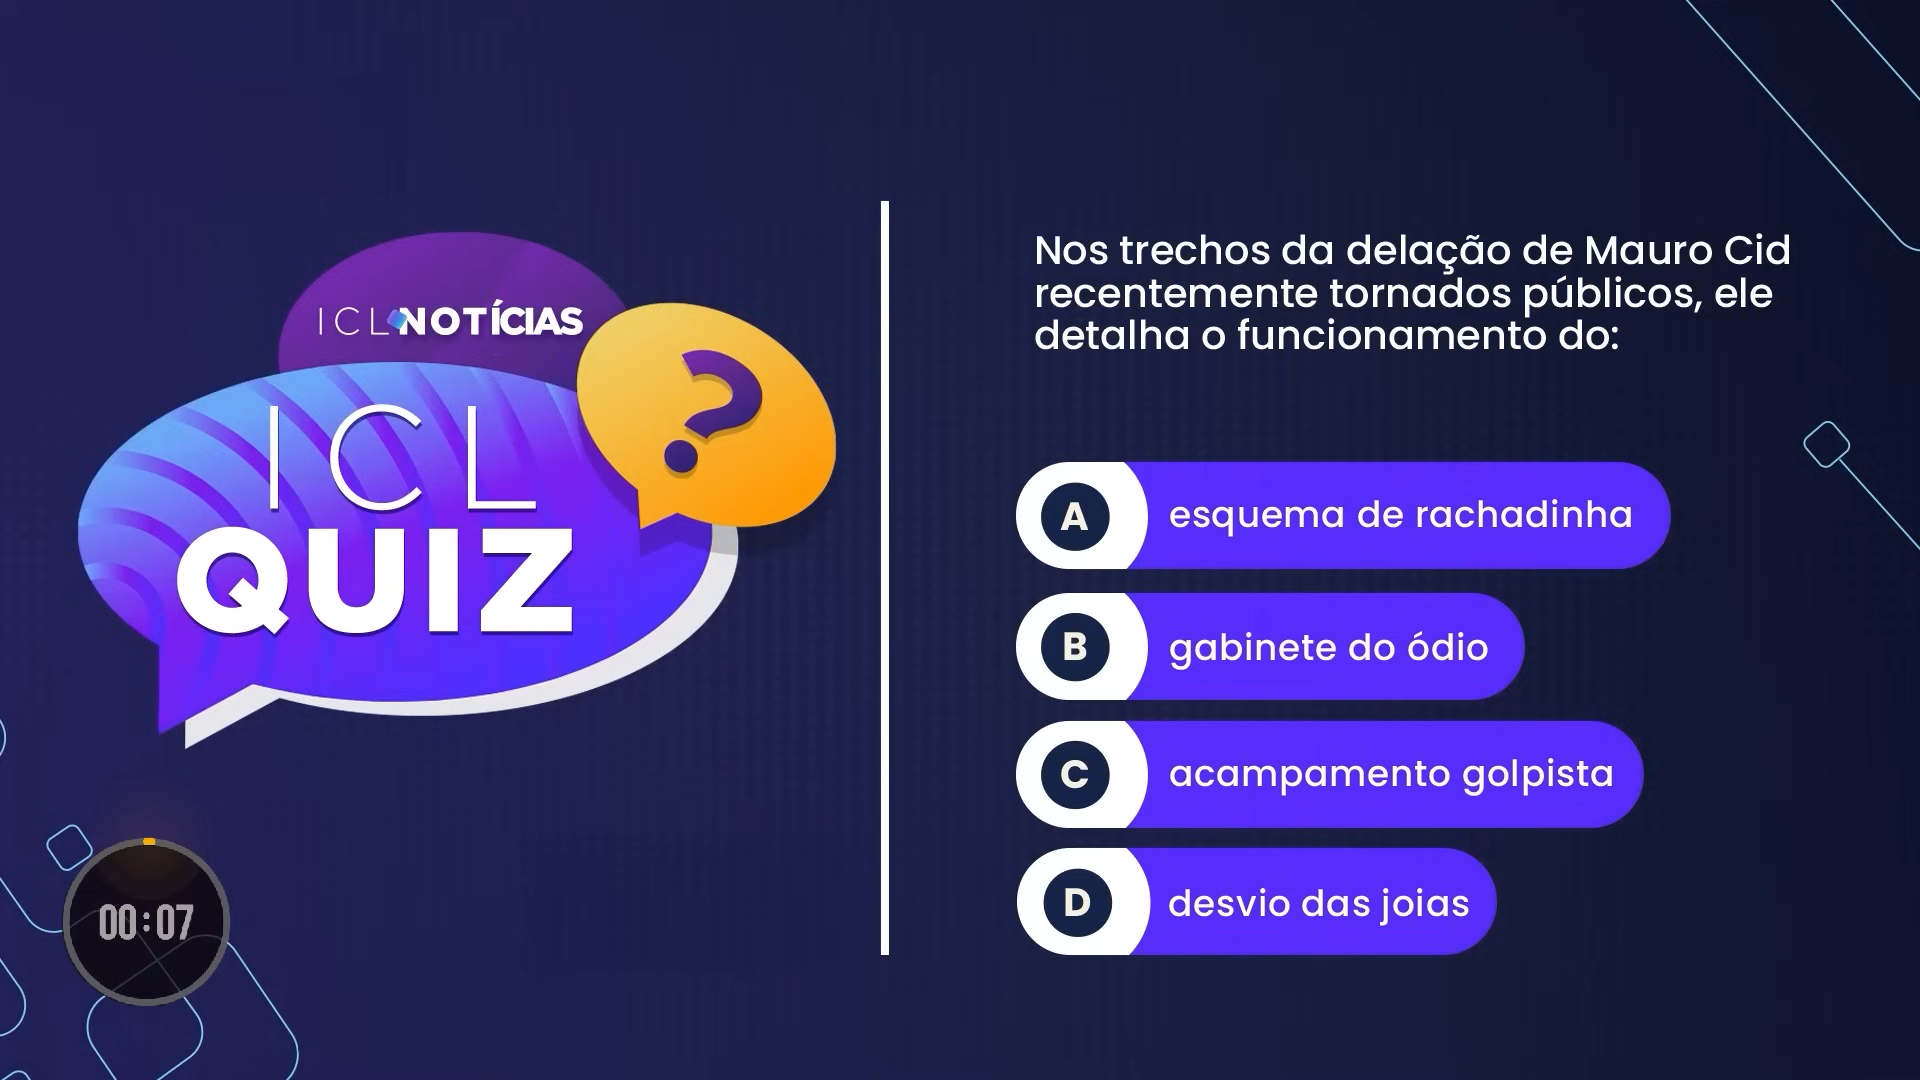 ICL NOTÍCIAS
ICL
QUIZ
?
Nos trechos da delação de Mauro Cid
recentemente tornados públicos, ele
detalha o funcionamento do:
A esquema de rachadinha
B gabinete do ódio
C acampamento golpista
D desvio das joias
00:07